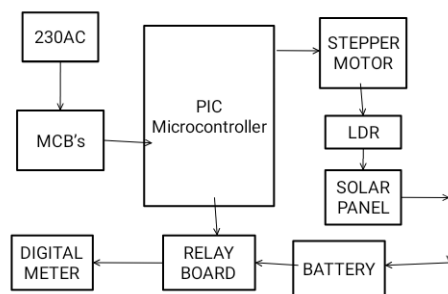 230AC
STEPPER
MOTOR
PIC
Microcontroller
MCB's
LDR
SOLAR
PANEL
DIGITAL
METER
RELAY
BOARD
BATTERY